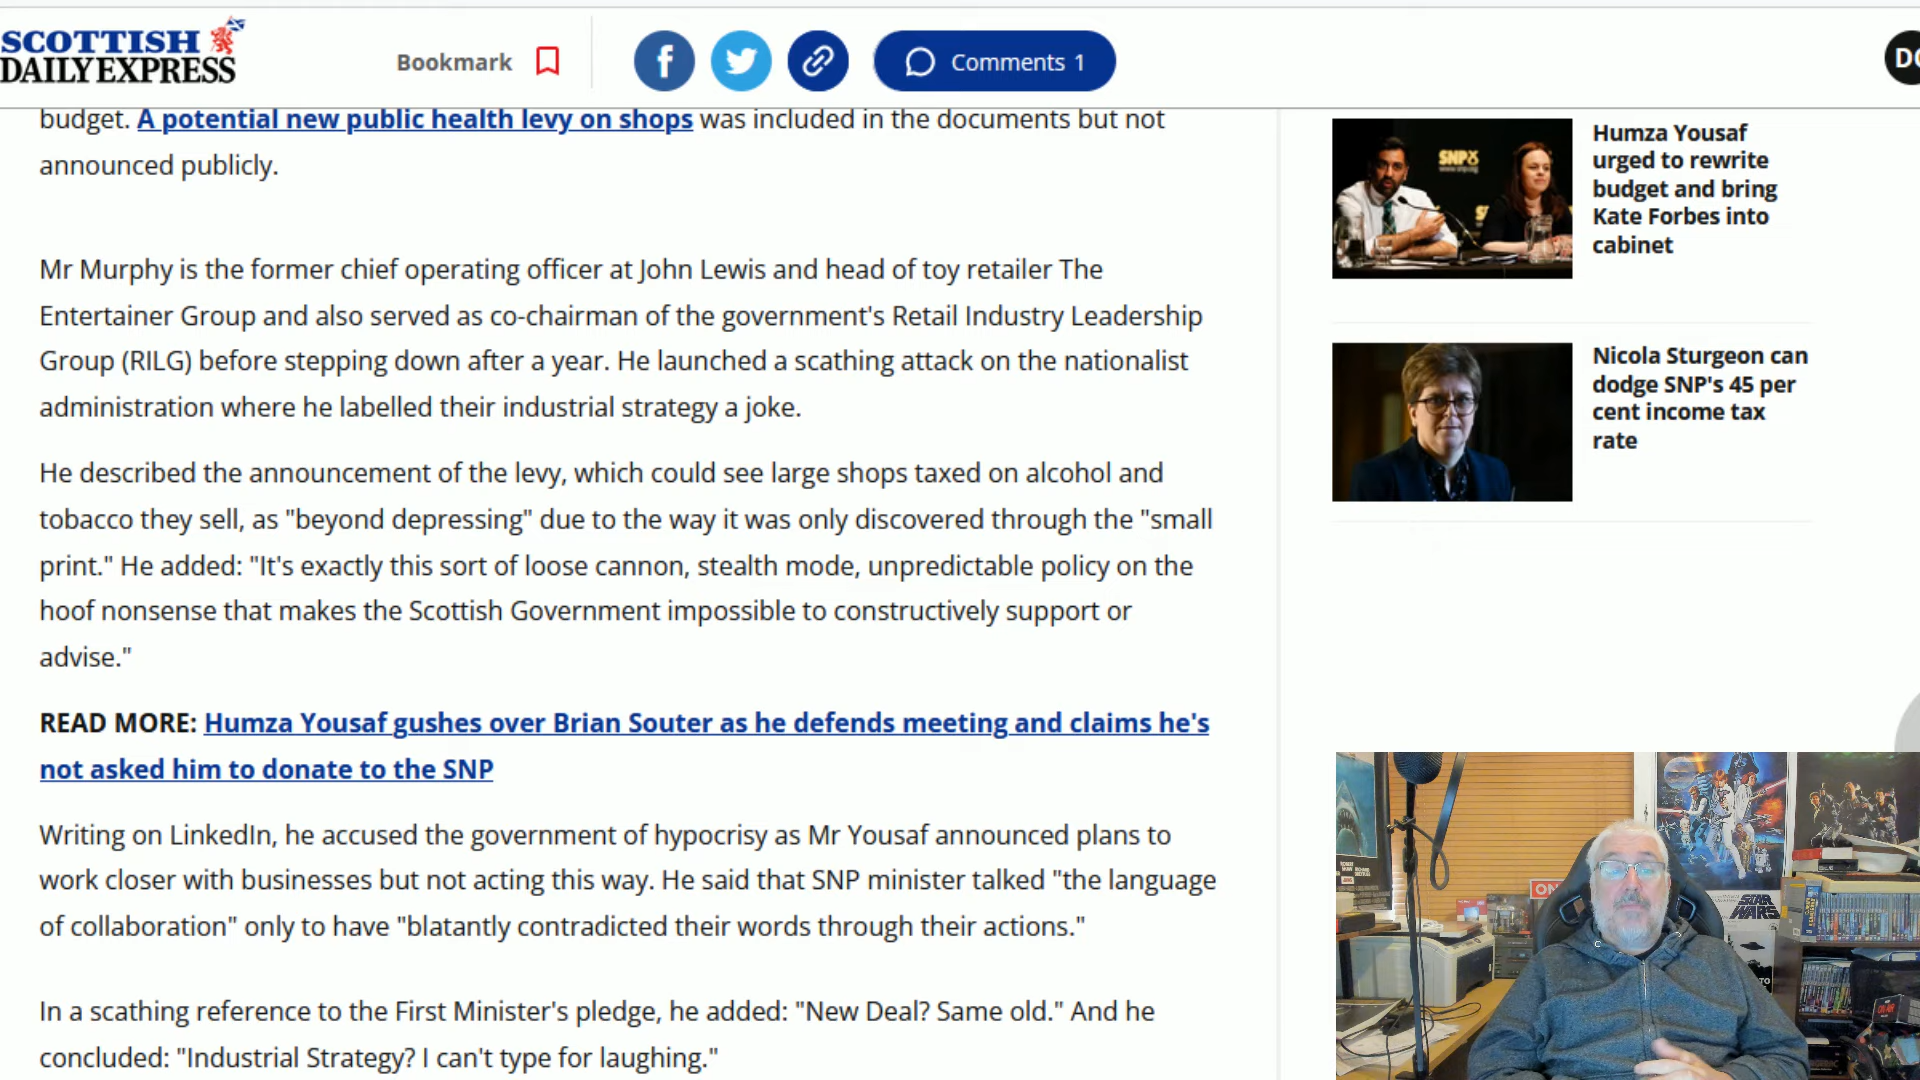 SCOTTISH
DAILY EXPRESS
Bookmark
Comments 1
budget. A potential new public health levy on shops was included in the documents but not
announced publicly.
Mr Murphy is the former chief operating officer at John Lewis and head of toy retailer The
Entertainer Group and also served as co-chairman of the government's Retail Industry Leadership
Group (RILG) before stepping down after a year. He launched a scathing attack on the nationalist
administration where he labelled their industrial strategy a joke.
He described the announcement of the levy, which could see large shops taxed on alcohol and
tobacco they sell, as "beyond depressing" due to the way it was only discovered through the "small
print." He added: "It's exactly this sort of loose cannon, stealth mode, unpredictable policy on the
hoof nonsense that makes the Scottish Government impossible to constructively support or
advise."
READ MORE: Humza Yousaf gushes over Brian Souter as he defends meeting and claims he's
not asked him to donate to the SNP
Writing on LinkedIn, he accused the government of hypocrisy as Mr Yousaf announced plans to
work closer with businesses but not acting this way. He said that SNP minister talked "the language
of collaboration" only to have "blatantly contradicted their words through their actions."
In a scathing reference to the First Minister's pledge, he added: "New Deal? Same old." And he
concluded: "Industrial Strategy? I can't type for laughing."
SNP
Humza Yousaf
urged to rewrite
budget and bring
Kate Forbes into
cabinet
Nicola Sturgeon can
dodge SNP's 45 per
cent income tax
rate
ON
STAR
WARS